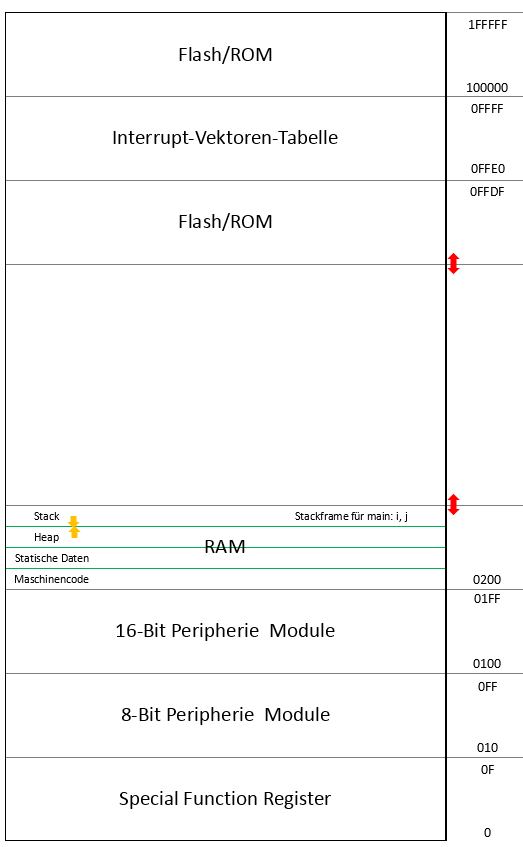 1FFFFF
Flash/ROM
100000
0FFFF
Interrupt-Vektoren-Tabelle
0FFE0
0FFDF
Flash/ROM
Stack
Stackframe für main: i, j
Heap
RAM
Statische Daten
Maschinencode
0200
01FF
16-Bit Peripherie Module
0100
0FF
8-Bit Peripherie Module
010
0F
Special Function Register
0